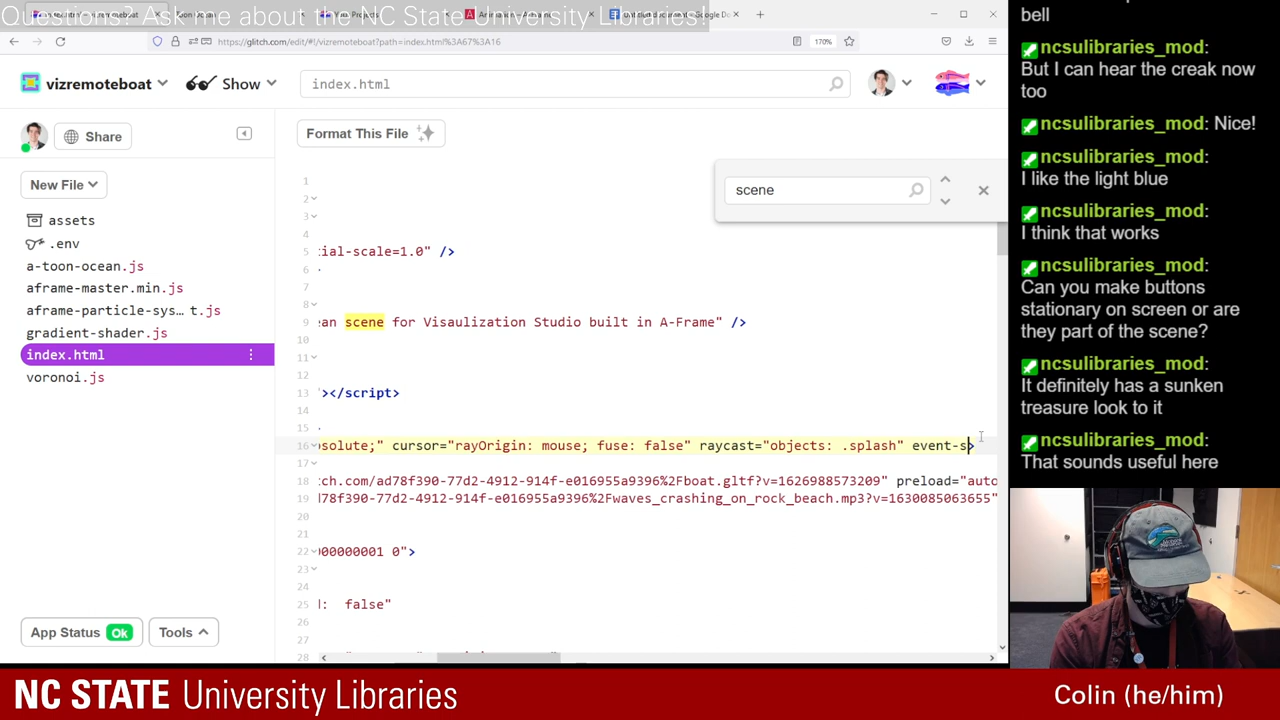 Questions? Ask me about the NC State University Libraries!
https://glitch.com/edit/#!/vizremoteboat?path=index.html%3A67%3A16
170%
vizremoteboat
Show
index.html
Share
Format This File
New File
scene
assets
.env
a-toon-ocean.js
aframe-master.min.js
aframe-particle-sys… t.js
gradient-shader.js
index.html
voronoi.js
1
2
3
4
5 tial-scale=1.0" />
6
7
8
9 an scene for Visaulization Studio built in A-Frame" />
10
11
12
13 "></script>
14
15
16 solute;" cursor="rayOrigin: mouse; fuse: false" raycast="objects: .splash" event-s>
17
18 tch.com/ad78f390-77d2-4912-914f-e016955a9396%2Fboat.gltf?v=1626988573209" preload="auto
19 78f390-77d2-4912-914f-e016955a9396%2Fwaves_crashing_on_rock_beach.mp3?v=1630085063655"
20
21
22 00000001 0">
23
24
25 : false"
26
27
28
App Status Ok
Tools
bell
ncsulibraries_mod:
But I can hear the creak now
too
ncsulibraries_mod: Nice!
ncsulibraries_mod:
I like the light blue
ncsulibraries_mod:
I think that works
ncsulibraries_mod:
Can you make buttons
stationary on screen or are
they part of the scene?
ncsulibraries_mod:
It definitely has a sunken
treasure look to it
ncsulibraries_mod:
That sounds useful here
NC STATE University Libraries
Colin (he/him)